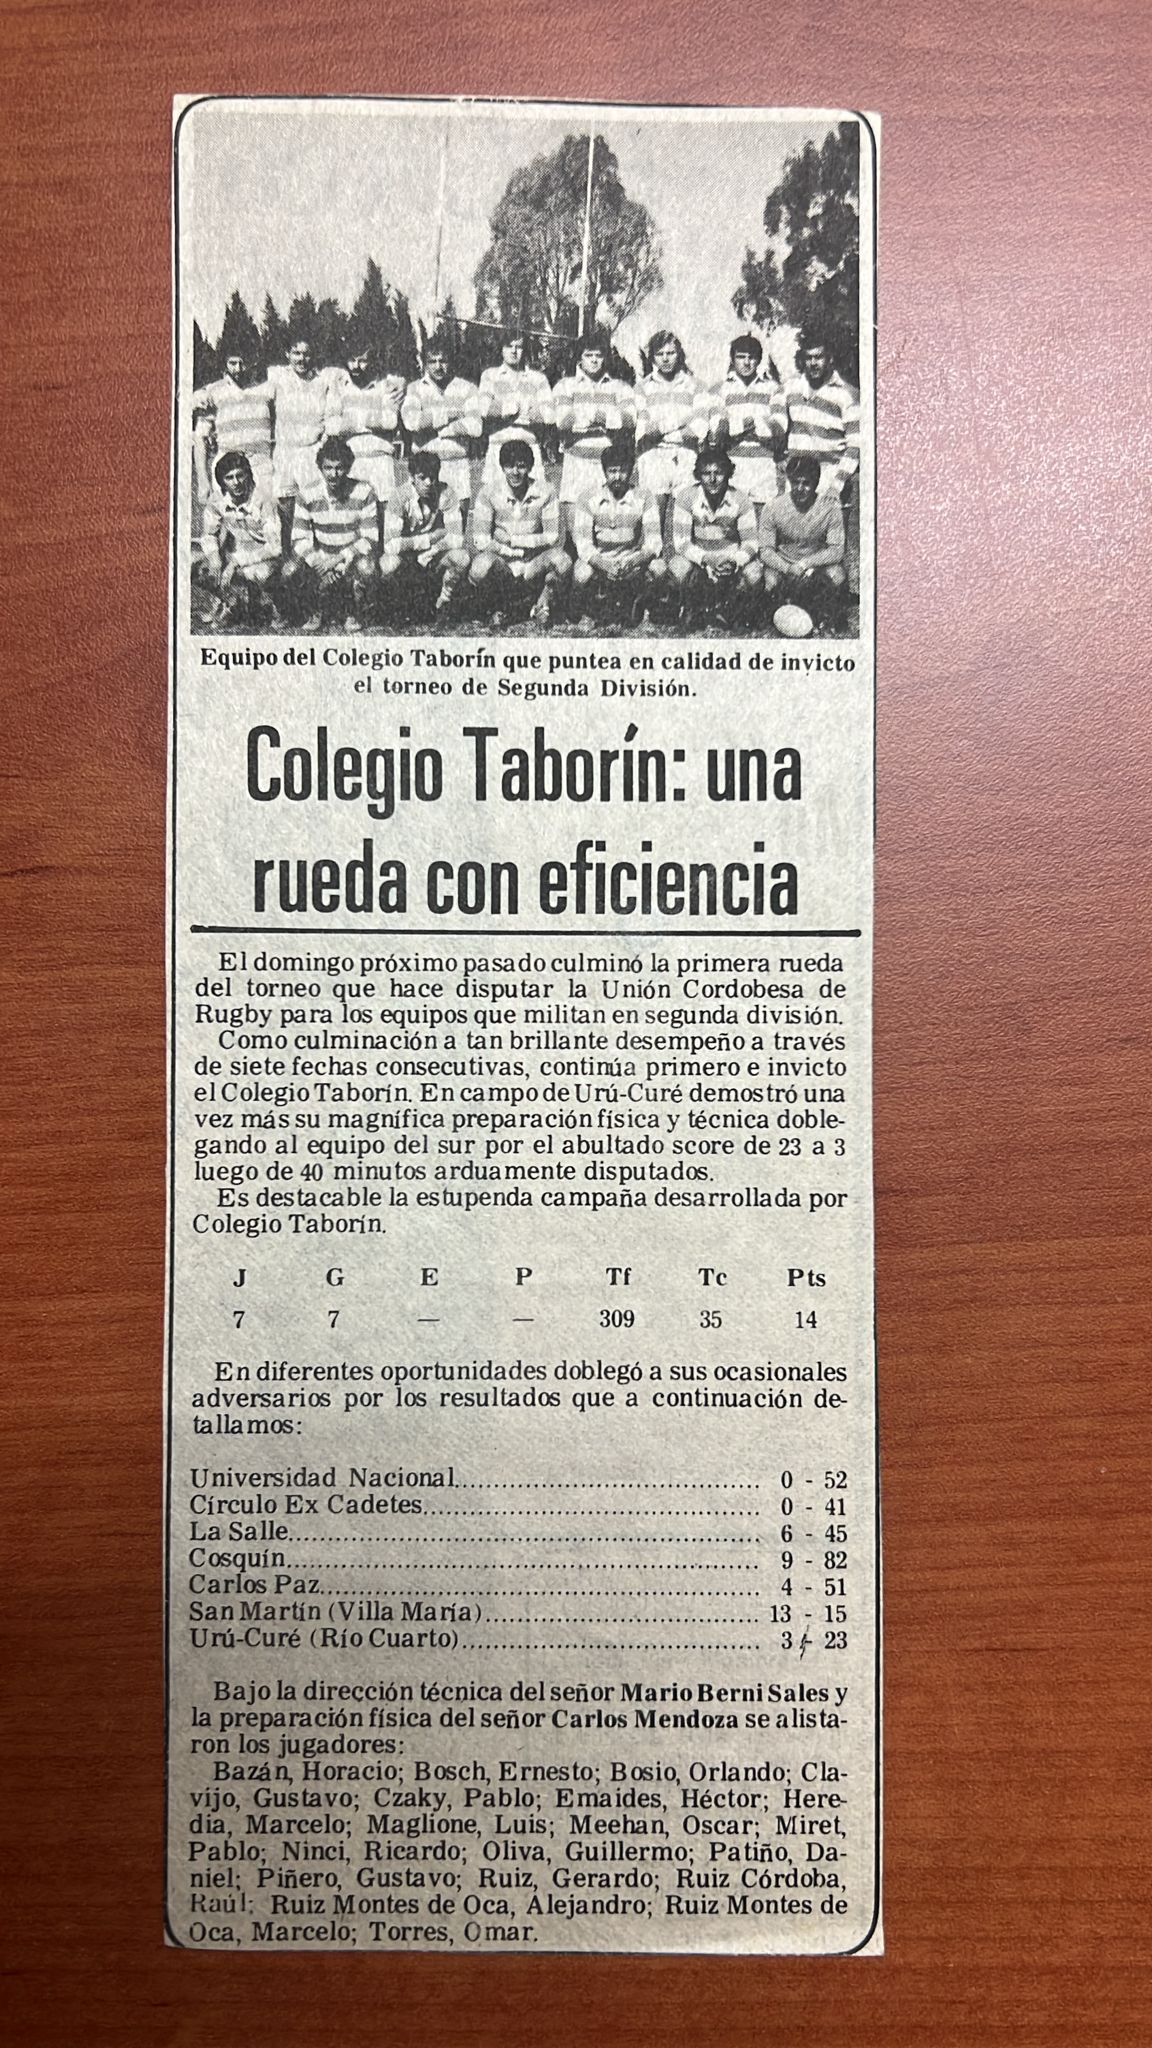 Equipo del Colegio Taborín que puntea en calidad de invicto
el torneo de Segunda División.
Colegio Taborín: una
rueda con eficiencia
El domingo próximo pasado culminó la primera rueda
del torneo que hace disputar la Unión Cordobesa de
Rugby para los equipos que militan en segunda división.
Como culminación a tan brillante desempeño a través
de siete fechas consecutivas, continúa primero e invicto
el Colegio Taborín. En campo de Urú-Curé demostró una
vez más su magnífica preparación física y técnica doble-
gando al equipo del sur por el abultado score de 23 a 3
luego de 40 minutos arduamente disputados.
Es destacable la estupenda campaña desarrollada por
Colegio Taborín.
J G E P Tf Tc Pts
7 7 — — 309 35 14
En diferentes oportunidades doblegó a sus ocasionales
adversarios por los resultados que a continuación de-
tallamos:
Universidad Nacional...................................... 0 - 52
Círculo Ex Cadetes.......................................... 0 - 41
La Salle........................................................... 6 - 45
Cosquín........................................................... 9 - 82
Carlos Paz....................................................... 4 - 51
San Martín (Villa María)................................... 13 - 15
Urú-Curé (Río Cuarto)...................................... 3 - 23
Bajo la dirección técnica del señor Mario Berni Sales y
la preparación física del señor Carlos Mendoza se alista-
ron los jugadores:
Bazán, Horacio; Bosch, Ernesto; Bosio, Orlando; Cla-
vijo, Gustavo; Czaky, Pablo; Emaides, Héctor; Here-
dia, Marcelo; Maglione, Luis; Meehan, Oscar; Miret,
Pablo; Ninci, Ricardo; Oliva, Guillermo; Patiño, Da-
niel; Piñero, Gustavo; Ruiz, Gerardo; Ruiz Córdoba,
Raúl; Ruiz Montes de Oca, Alejandro; Ruiz Montes de
Oca, Marcelo; Torres, Omar.